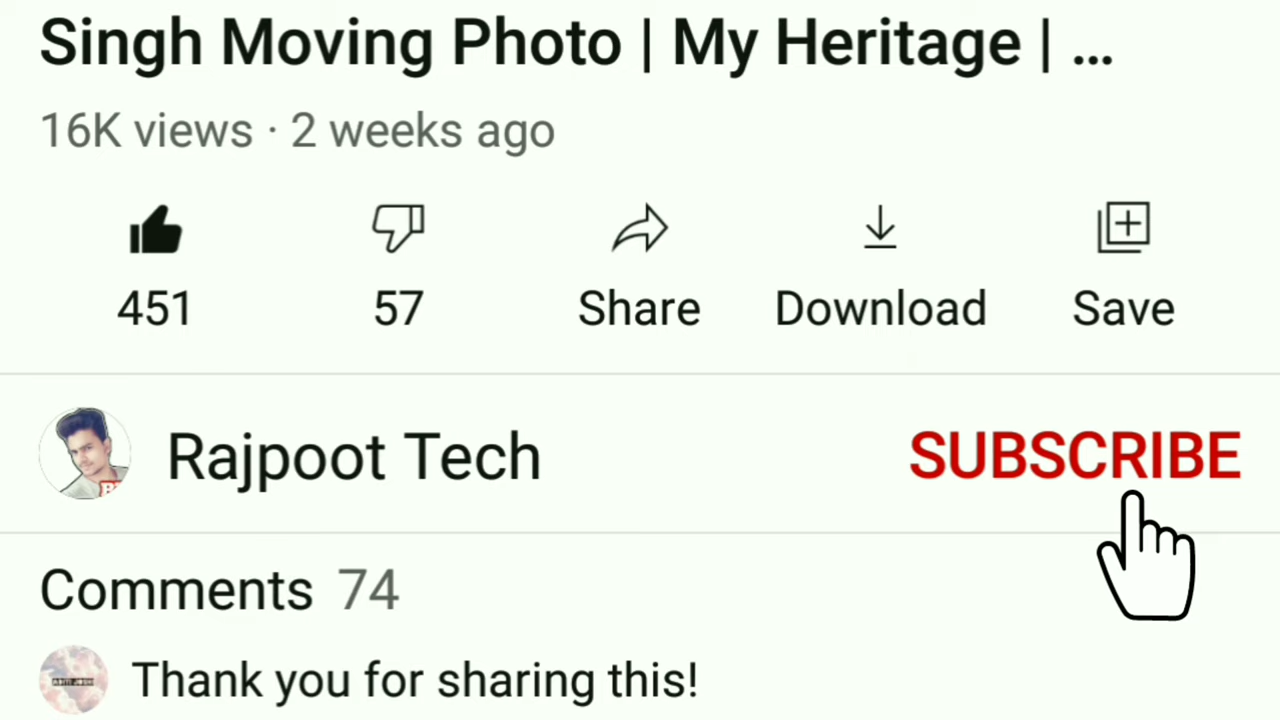 Singh Moving Photo | My Heritage | ...
16K views · 2 weeks ago
451 57 Share Download Save
Rajpoot Tech SUBSCRIBE
Comments 74
Thank you for sharing this!